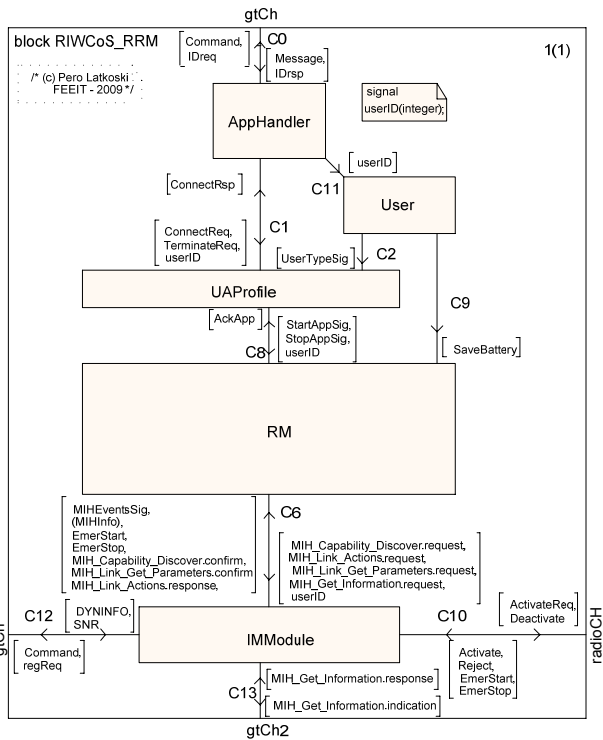 gtCh
block RIWCoS_RRM
1(1)
/* (c) Pero Latkoski
FEEIT - 2009 */
[Command,
IDreq]
C0
[Message,
IDrsp]
signal
userID(integer);
AppHandler
[userID]
C11
[ConnectRsp]
User
C1
[ConnectReq,
TerminateReq,
userID]
[UserTypeSig]
C2
UAProfile
C9
[AckApp]
[StartAppSig,
StopAppSig,
userID]
C8
[SaveBattery]
RM
[MIHEventsSig,
(MIHInfo),
EmerStart,
EmerStop,
MIH_Capability_Discover.confirm,
MIH_Link_Get_Parameters.confirm
MIH_Link_Actions.response,]
C6
[MIH_Capability_Discover.request,
MIH_Link_Actions.request,
MIH_Link_Get_Parameters.request,
MIH_Get_Information.request,
userID]
C12
[DYNINFO,
SNR]
[Command,
regReq]
IMModule
C10
[ActivateReq,
Deactivate]
[Activate,
Reject,
EmerStart,
EmerStop]
radioCH
[MIH_Get_Information.response]
C13
[MIH_Get_Information.indication]
gtCh2